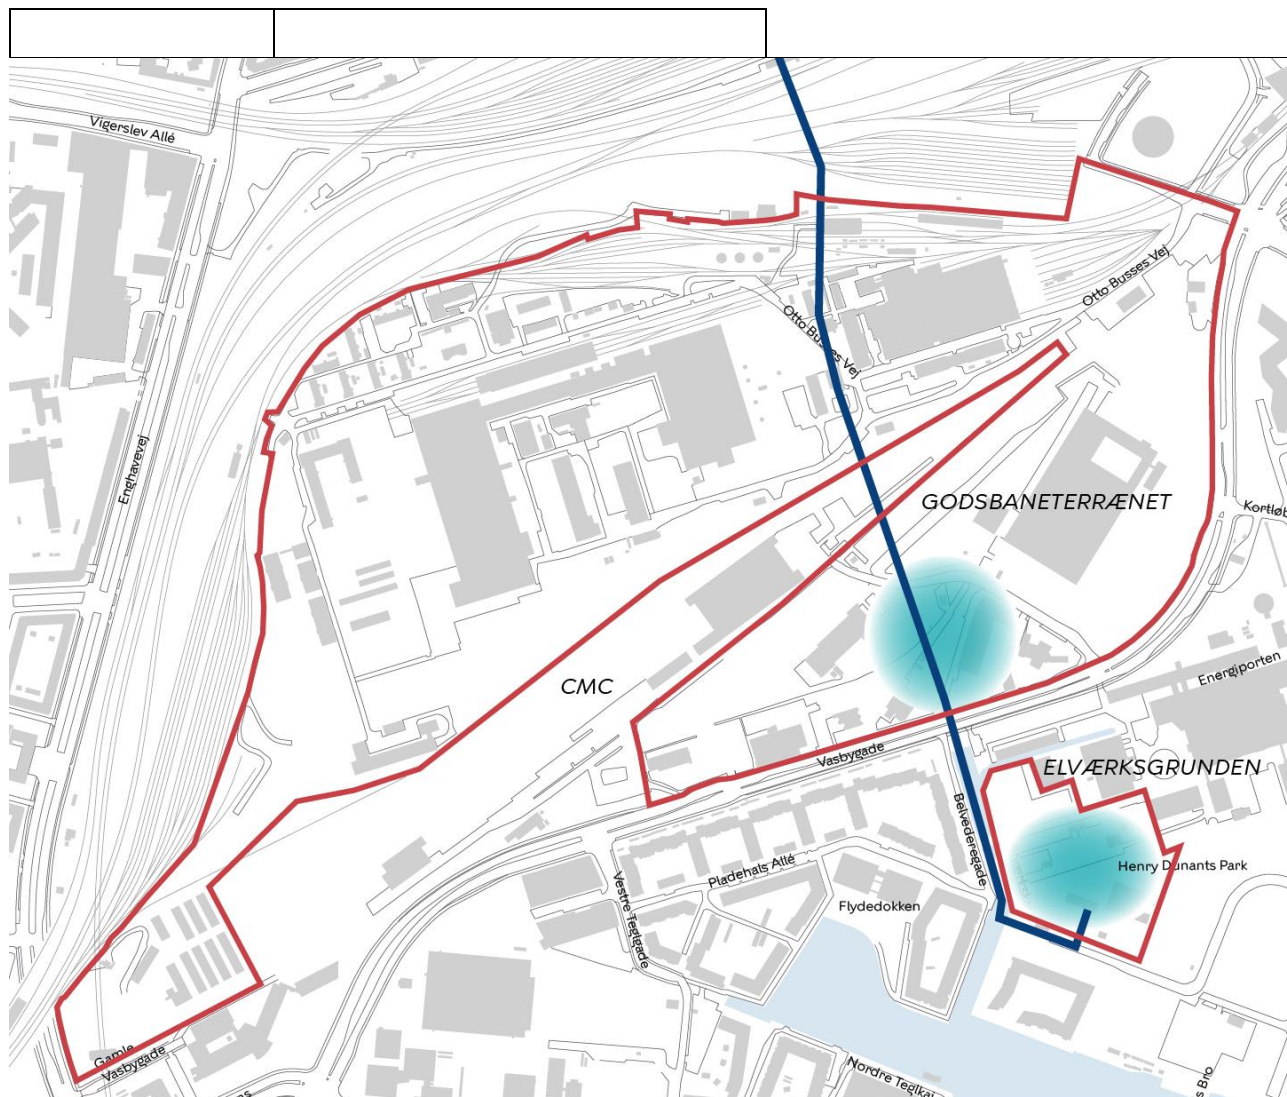 Vigerslev Allé
Otto Busses Vej
Otto Busses Vej
Enghavevej
GODSBANETERRÆNET
Kortløb
CMC
Energiporten
Vasbygade
ELVÆRKSGRUNDEN
Belvederegade
Pladehals Allé
Henry Dunants Park
Vestre Teglgade
Flydedokken
Gamle
Vasbygade
Nordre Teglka
s Bro